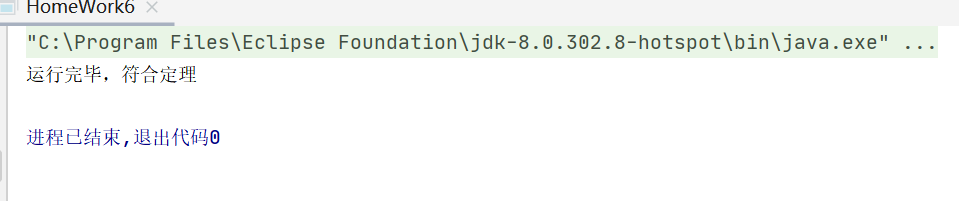 HomeWork6
"C:\Program Files\Eclipse Foundation\jdk-8.0.302.8-hotspot\bin\java.exe" ...
运行完毕，符合定理
进程已结束,退出代码0